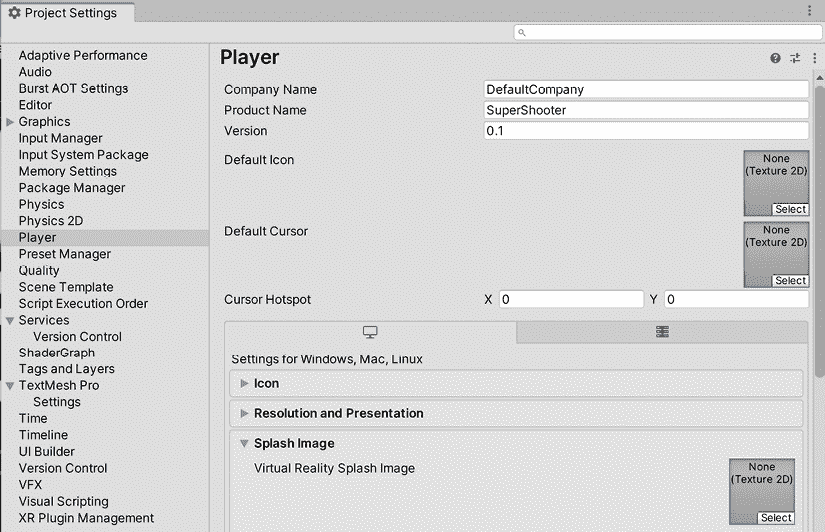 Project Settings
Adaptive Performance
Audio
Burst AOT Settings
Editor
Graphics
Input Manager
Input System Package
Memory Settings
Package Manager
Physics
Physics 2D
Player
Preset Manager
Quality
Scene Template
Script Execution Order
Services
Version Control
ShaderGraph
Tags and Layers
TextMesh Pro
Settings
Time
Timeline
UI Builder
Version Control
VFX
Visual Scripting
XR Plugin Management
Player
Company Name DefaultCompany
Product Name SuperShooter
Version 0.1
Default Icon
None
(Texture 2D)
Select
Default Cursor
None
(Texture 2D)
Select
Cursor Hotspot X 0 Y 0
Settings for Windows, Mac, Linux
Icon
Resolution and Presentation
Splash Image
Virtual Reality Splash Image
None
(Texture 2D)
Select